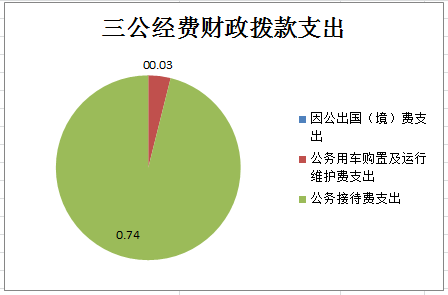 三公经费财政拨款支出
00.03
因公出国（境）费支
出
公务用车购置及运行
维护费支出
公务接待费支出
0.74